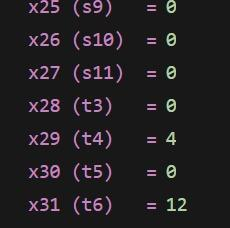 x25 (s9) = 0
x26 (s10) = 0
x27 (s11) = 0
x28 (t3) = 0
x29 (t4) = 4
x30 (t5) = 0
x31 (t6) = 12